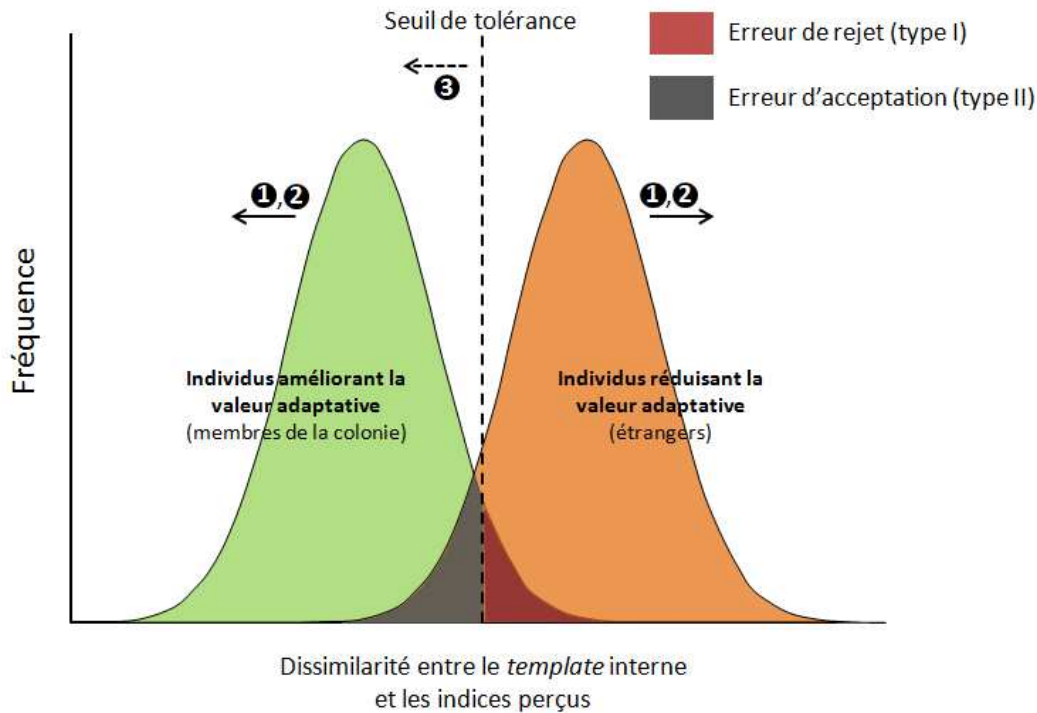 Seuil de tolérance
Erreur de rejet (type I)
Erreur d'acceptation (type II)
❸
❶,❷
❶,❷
Fréquence
Individus améliorant la
valeur adaptative
(membres de la colonie)
Individus réduisant la
valeur adaptative
(étrangers)
Dissimilarité entre le template interne
et les indices perçus